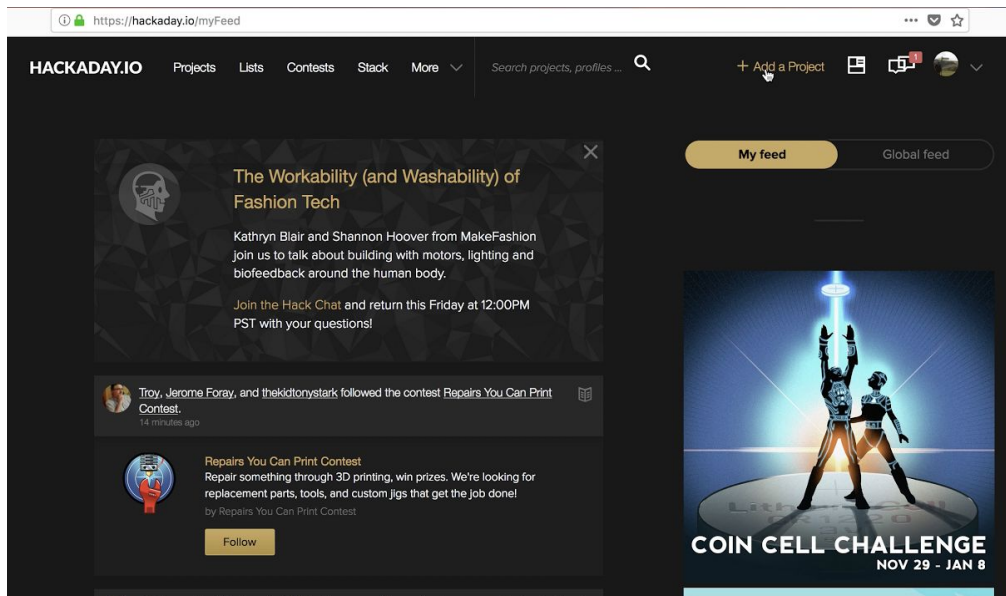 https://hackaday.io/myFeed
HACKADAY.IO Projects Lists Contests Stack More Search projects, profiles ... + Add a Project 1
My feed Global feed
The Workability (and Washability) of
Fashion Tech
Kathryn Blair and Shannon Hoover from MakeFashion
join us to talk about building with motors, lighting and
biofeedback around the human body.
Join the Hack Chat and return this Friday at 12:00PM
PST with your questions!
Troy, Jerome Foray, and thekidtonystark followed the contest Repairs You Can Print
Contest.
14 minutes ago
Repairs You Can Print Contest
Repair something through 3D printing, win prizes. We're looking for
replacement parts, tools, and custom jigs that get the job done!
by Repairs You Can Print Contest
Follow
CR1220
COIN CELL CHALLENGE
NOV 29 - JAN 8